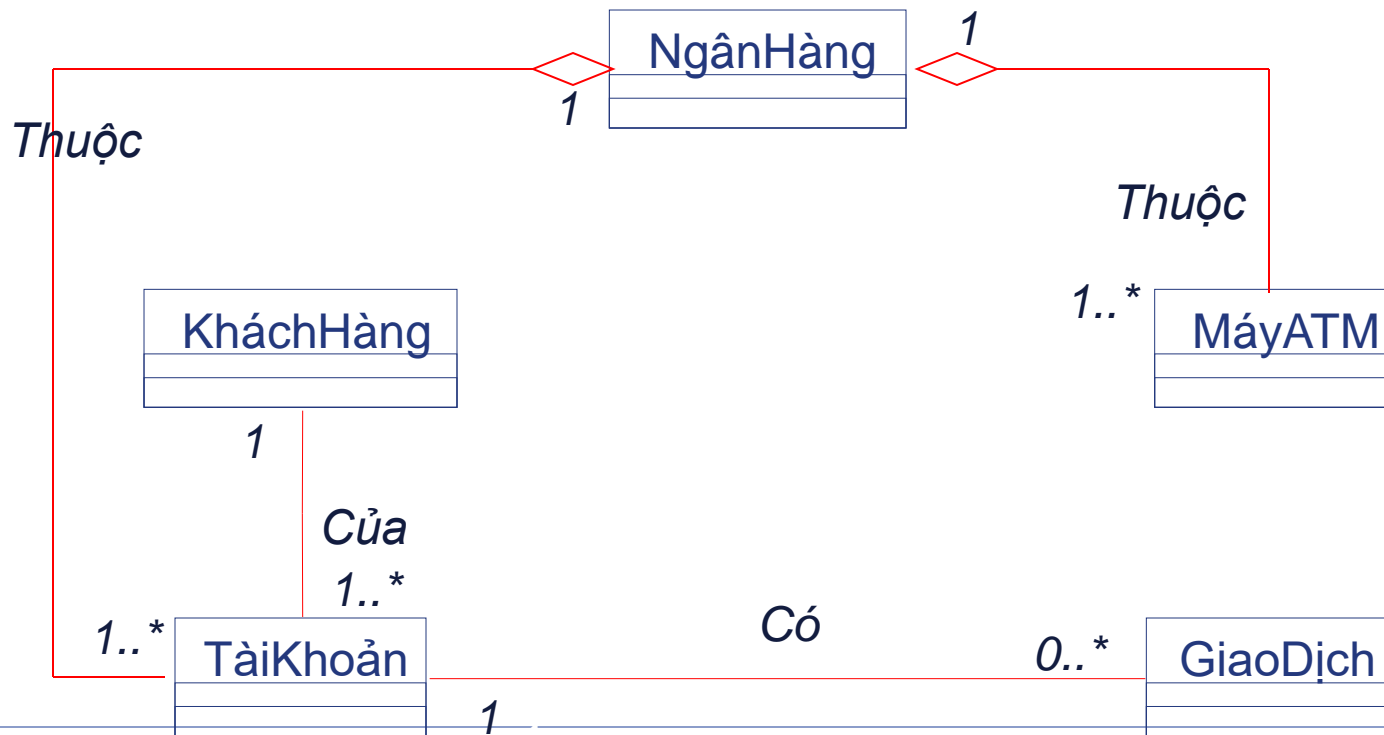 1
NgânHàng
1
Thuộc
Thuộc
1..*
KháchHàng
MáyATM
1
Của
1..*
1..*
Có
0..*
TàiKhoản
GiaoDịch
1